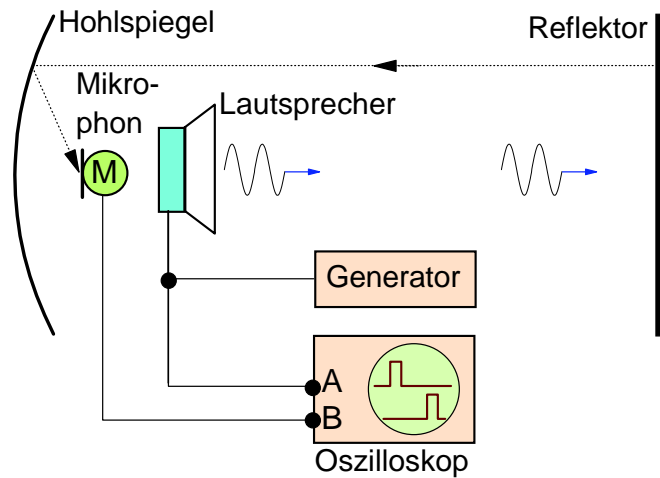 Hohlspiegel
Reflektor
Mikro-
phon
Lautsprecher
M
Generator
A
B
Oszilloskop